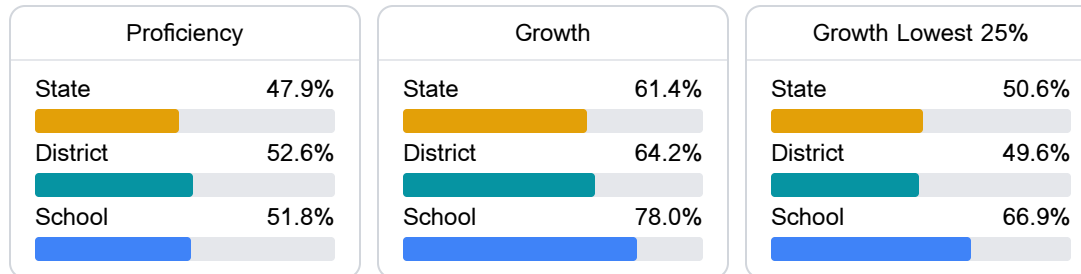 Proficiency
State 47.9%
District 52.6%
School 51.8%
Growth
State 61.4%
District 64.2%
School 78.0%
Growth Lowest 25%
State 50.6%
District 49.6%
School 66.9%